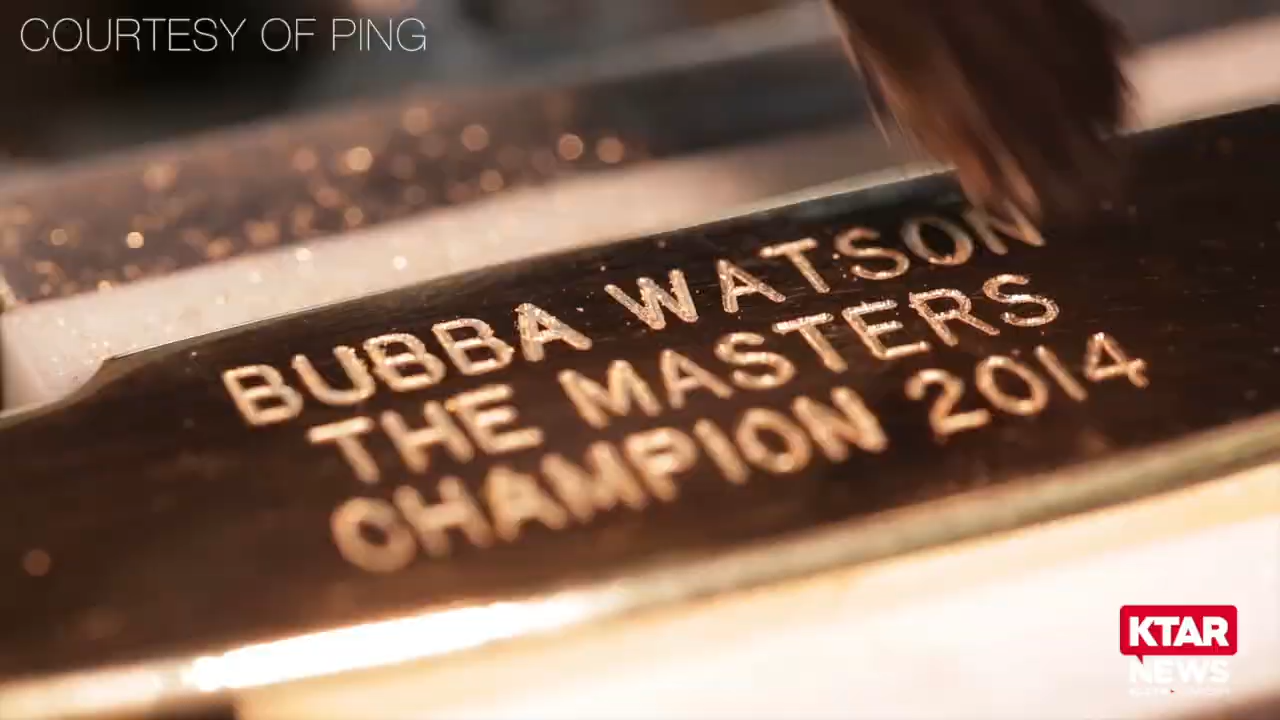 COURTESY OF PING
BUBBA WATSON
THE MASTERS
CHAMPION 2014
KTAR
NEWS